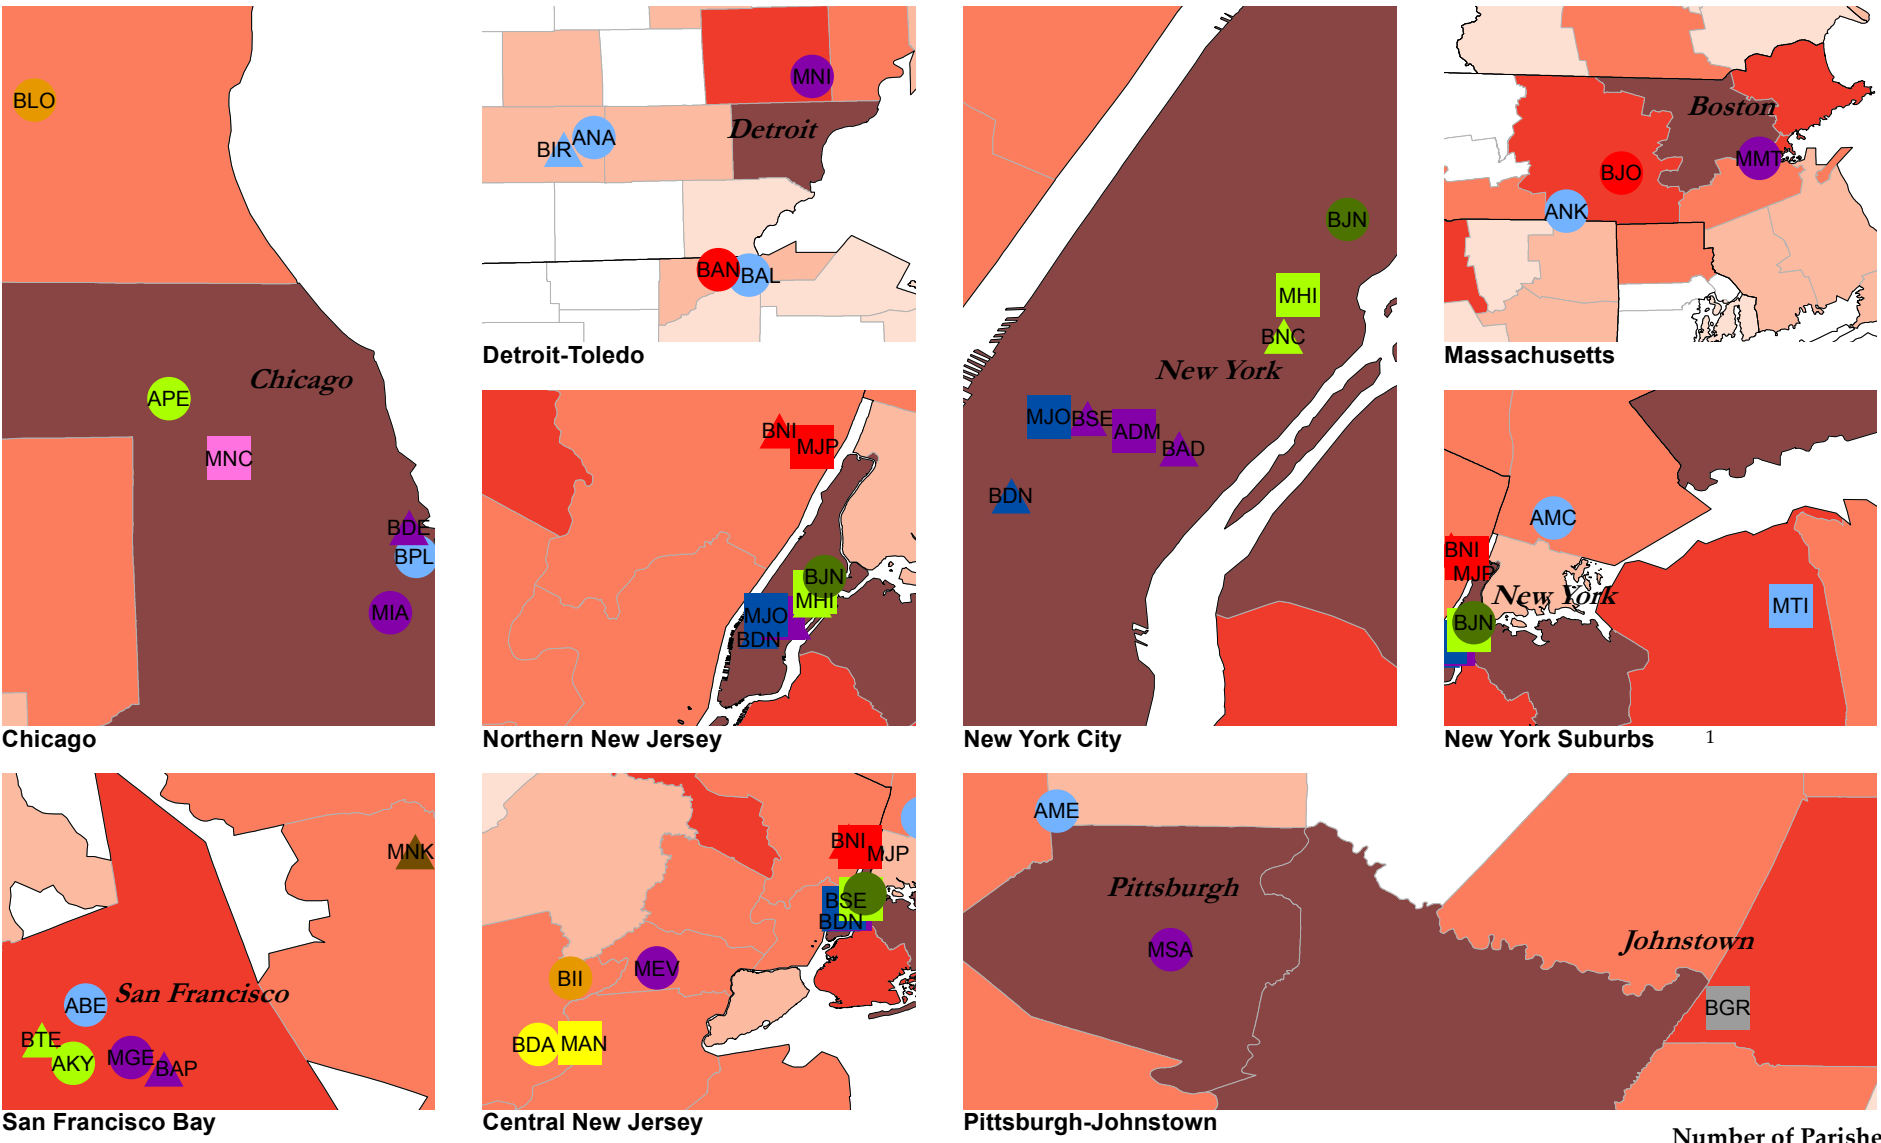 BLO
Chicago
APE
MNC
BDE
BPL
MIA
Chicago
MNI
Detroit
ANA
BIR
BAN
BAL
Detroit-Toledo
BNI
MJP
BJN
MHI
MJO
BDN
Northern New Jersey
BJN
MHI
BNC
New York
MJO
BSE
ADM
BAD
BDN
New York City
Boston
MMT
BJO
ANK
Massachusetts
AMC
BNI
MJP
New York
MTI
BJN
New York Suburbs
1
MNK
ABE
San Francisco
BTE
AKY
MGE
BAP
San Francisco Bay
BNI
MJP
BSE
BDN
BII
MEV
BDA
MAN
Central New Jersey
AME
Pittsburgh
MSA
Johnstown
BGR
Pittsburgh-Johnstown
Number of Parishe